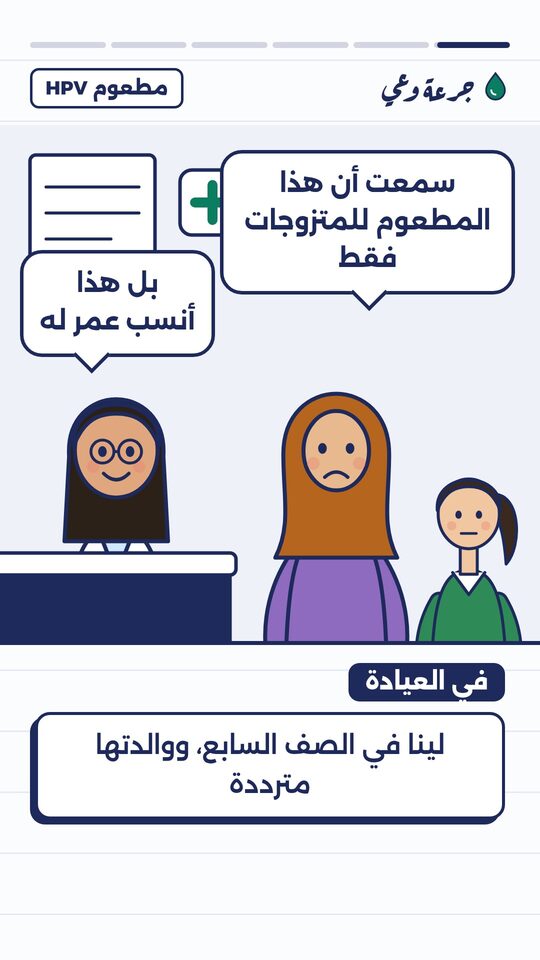 جرعة وعي
مطعوم HPV
سمعت أن هذا
المطعوم للمتزوجات
فقط
بل هذا
أنسب عمر له
في العيادة
لينا في الصف السابع، ووالدتها
مترددة